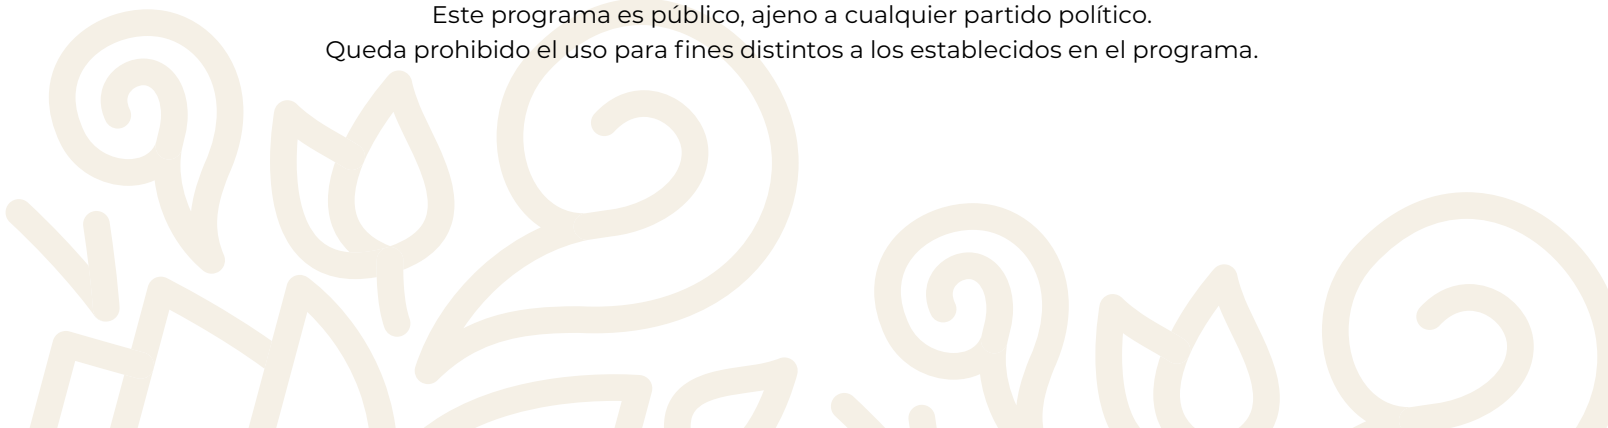 Este programa es público, ajeno a cualquier partido político.
Queda prohibido el uso para fines distintos a los establecidos en el programa.